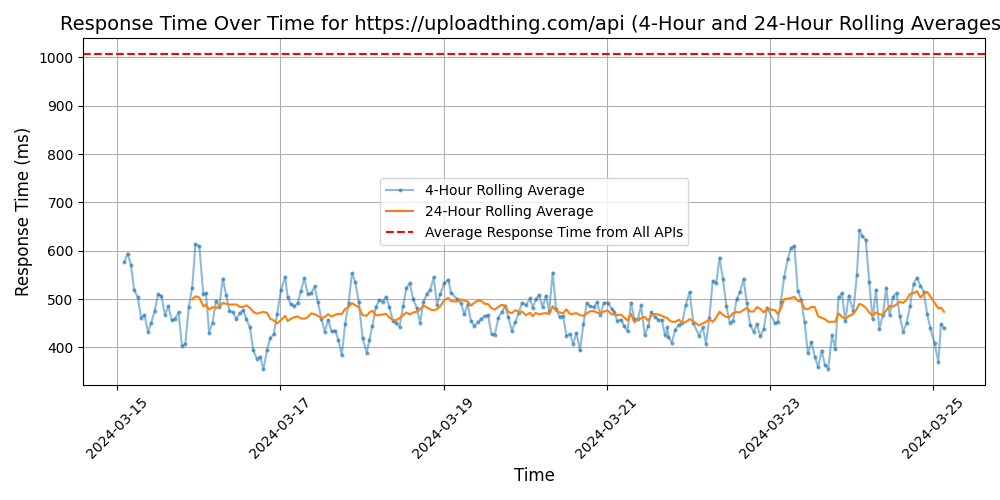 Response Time Over Time for https://uploadthing.com/api (4-Hour and 24-Hour Rolling Averages
Response Time (ms)
1000
900
800
700
600
500
400
4-Hour Rolling Average
24-Hour Rolling Average
Average Response Time from All APIs
2024-03-15
2024-03-17
2024-03-19
2024-03-21
2024-03-23
2024-03-25
Time